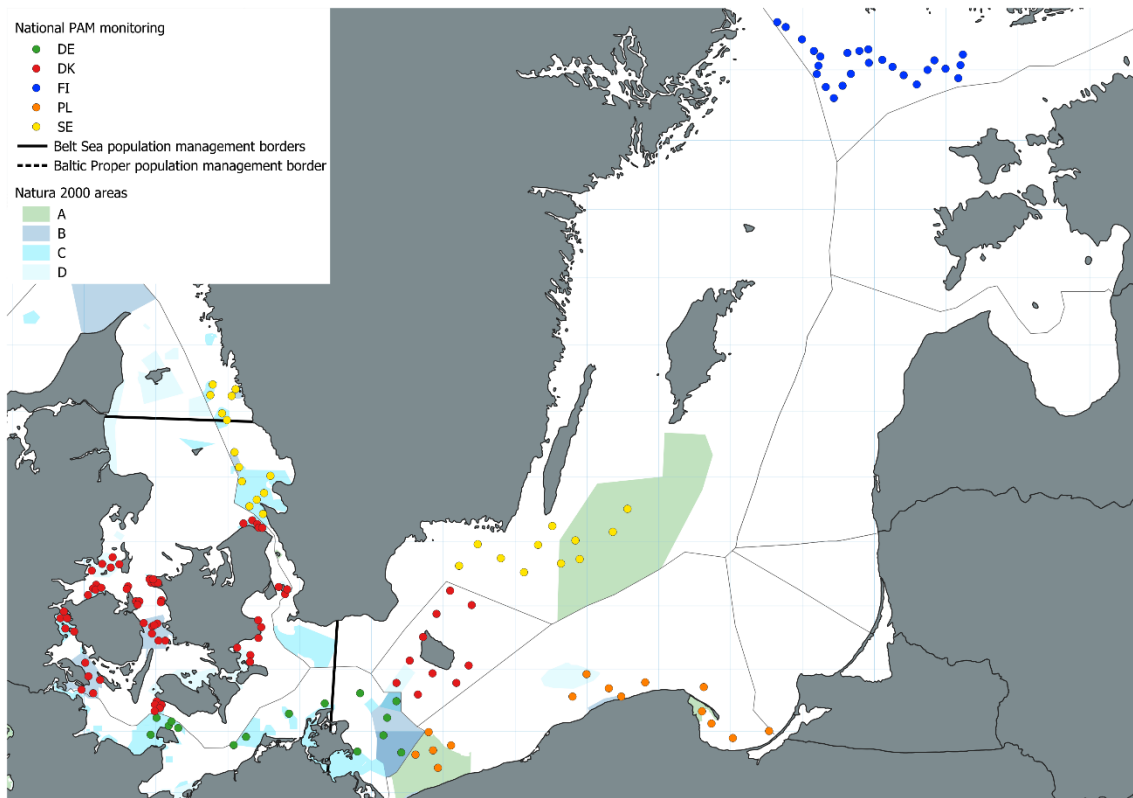 National PAM monitoring
DE
DK
FI
PL
SE
Belt Sea population management borders
Baltic Proper population management border
Natura 2000 areas
A
B
C
D